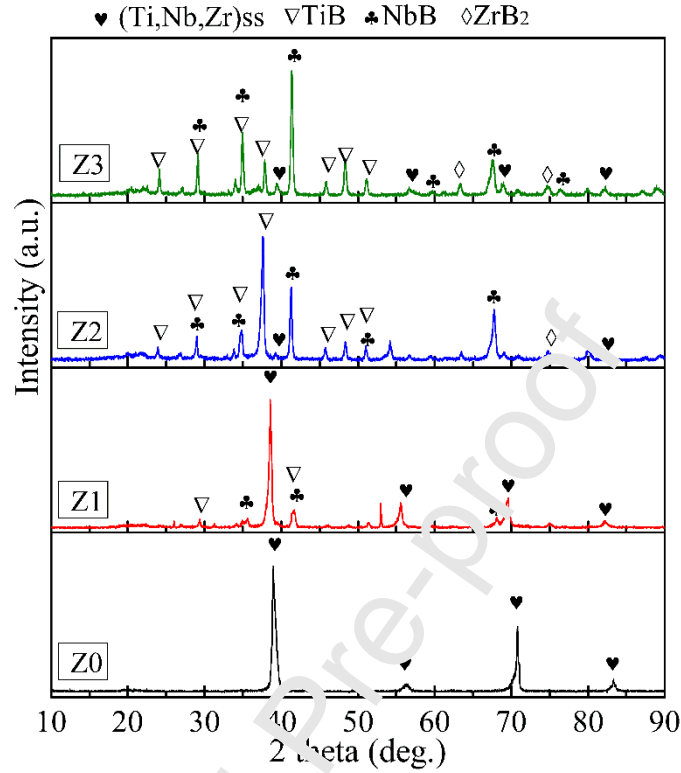 ♥ (Ti,Nb,Zr)ss ▽TiB ♣NbB ◊ZrB₂
Z3
Z2
Z1
Z0
Intensity (a.u.)
10 20 30 40 50 60 70 80 90
2 theta (deg.)
Pre-proof